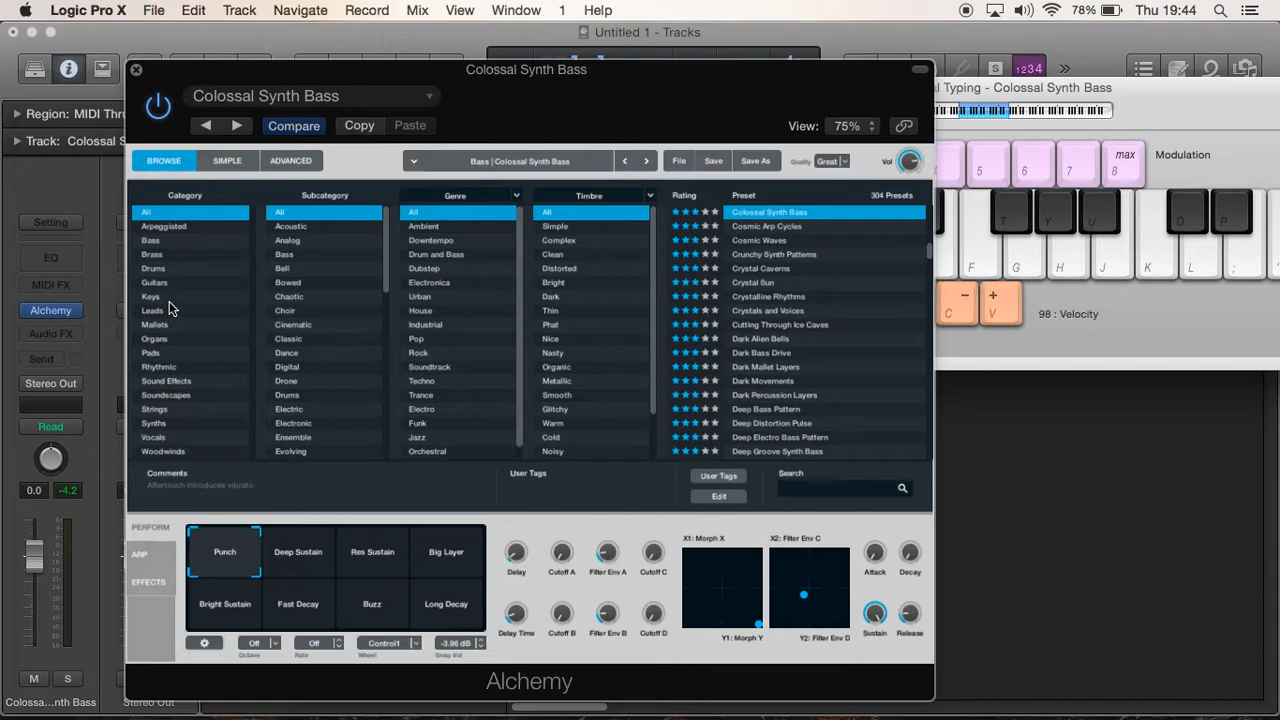 Logic Pro X File Edit Track Navigate Record Mix View Window 1 Help 78% Thu 19:44
Untitled 1 - Tracks
S 1234
Colossal Synth Bass
al Typing - Colossal Synth Bass
Colossal Synth Bass
Region: MIDI Thr
Compare Copy Paste View: 75%
Track: Colossal S
BROWSE SIMPLE ADVANCED Bass | Colossal Synth Bass File Save Save As Quality Great Vol
5 6 7 max 8 Modulation
Category Subcategory Genre Timbre Rating Preset 304 Presets
All All All All Colossal Synth Bass
Arpeggiated Acoustic Ambient Simple Cosmic Arp Cycles
Bass Analog Downtempo Complex Cosmic Waves
Brass Bass Drum and Bass Clean Crunchy Synth Patterns
Drums Bell Dubstep Distorted Crystal Caverns
Guitars Bowed Electronica Bright Crystal Sun
Keys Chaotic Urban Dark Crystalline Rhythms
Leads Choir House Thin Crystals and Voices
Mallets Cinematic Industrial Phat Cutting Through Ice Caves
Organs Classic Pop Nice Dark Alien Bells
Pads Dance Rock Nasty Dark Bass Drive
Rhythmic Digital Soundtrack Organic Dark Mallet Layers
Sound Effects Drone Techno Metallic Dark Movements
Soundscapes Drums Trance Smooth Dark Percussion Layers
Strings Electric Electro Glitchy Deep Bass Pattern
Synths Electronic Funk Warm Deep Distortion Pulse
Vocals Ensemble Jazz Cold Deep Electro Bass Pattern
Woodwinds Evolving Orchestral Noisy Deep Groove Synth Bass
T Y U O P
F G H J K L ;
C − + V
98 : Velocity
Setting
EQ
MIDI FX
Alchemy
Audio FX
Send
Stereo Out
Read
0.0 -4.2
Comments User Tags User Tags Search
Aftertouch introduces vibrato.
Edit
PERFORM
ARP
EFFECTS
Punch Deep Sustain Res Sustain Big Layer
Bright Sustain Fast Decay Buzz Long Decay
Off Off Control1 -3.96 dB
Octave Rate Wheel Snap Vol
Delay Cutoff A Filter Env A Cutoff C
Delay Time Cutoff B Filter Env B Cutoff D
X1: Morph X X2: Filter Env C
Y1: Morph Y Y2: Filter Env D
Attack Decay
Sustain Release
M S
Colossa...nth Bass Stereo Out
Alchemy